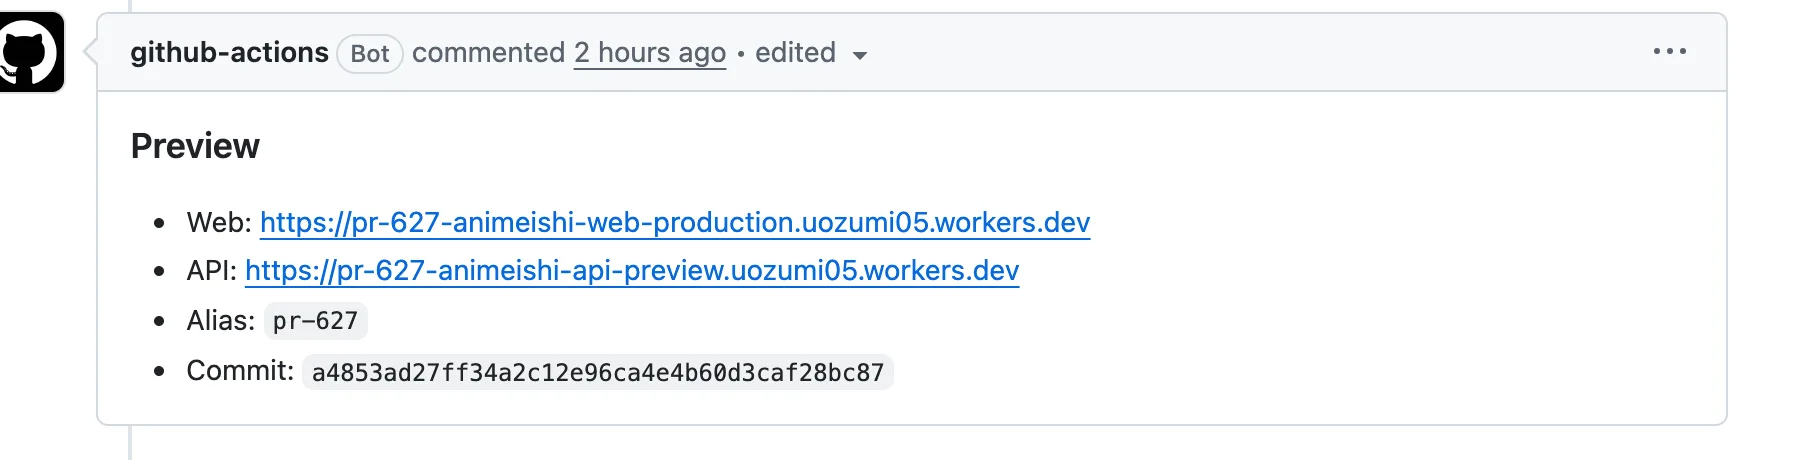 github-actions Bot commented 2 hours ago • edited
Preview
• Web: https://pr-627-animeishi-web-production.uozumi05.workers.dev
• API: https://pr-627-animeishi-api-preview.uozumi05.workers.dev
• Alias: pr-627
• Commit: a4853ad27ff34a2c12e96ca4e4b60d3caf28bc87